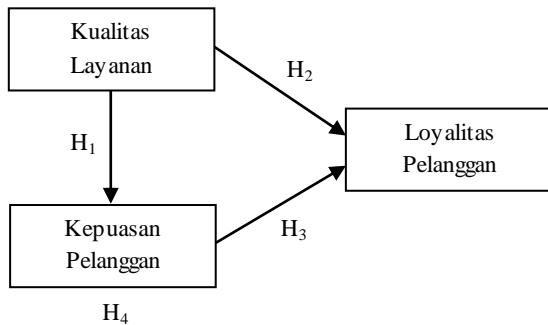 Kualitas
Layanan
H₂
H₁
Loyalitas
Pelanggan
Kepuasan
Pelanggan
H₃
H₄